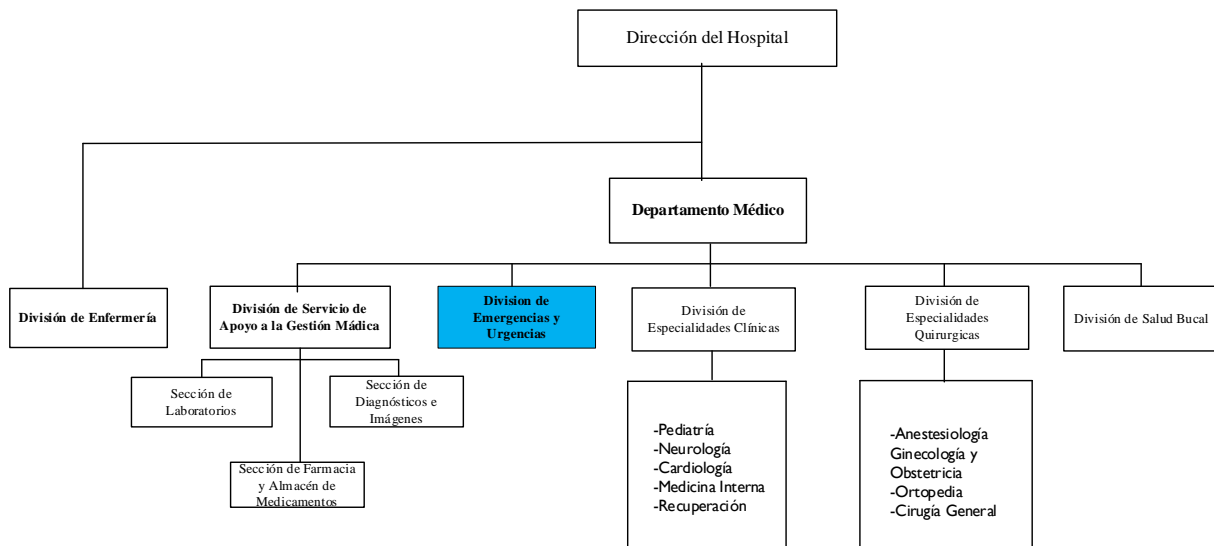 Dirección del Hospital
Departamento Médico
División de Enfermería
División de Servicio de
Apoyo a la Gestión Mádica
Division de
Emergencias y
Urgencias
División de
Especialidades Clínicas
División de
Especialidades
Quirurgicas
División de Salud Bucal
Sección de
Laboratorios
Sección de
Diagnósticos e
Imágenes
Sección de Farmacia
y Almacén de
Medicamentos
-Pediatría
-Neurología
-Cardiología
-Medicina Interna
-Recuperación
-Anestesiología
Ginecología y
Obstetricia
-Ortopedia
-Cirugía General